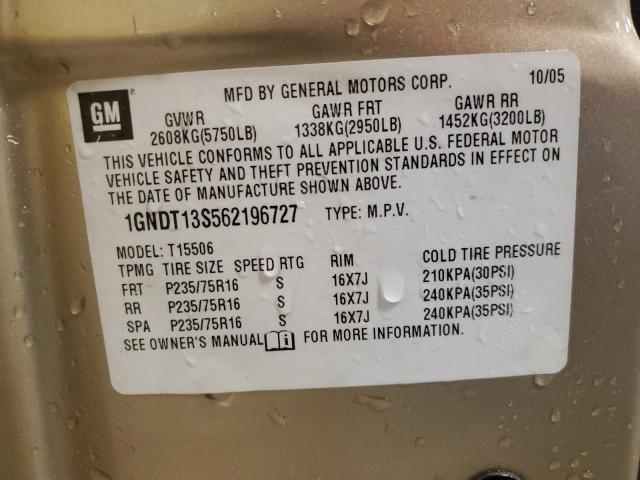 GM
MFD BY GENERAL MOTORS CORP. 10/05
GVWR GAWR FRT GAWR RR
2608KG(5750LB) 1338KG(2950LB) 1452KG(3200LB)
THIS VEHICLE CONFORMS TO ALL APPLICABLE U.S. FEDERAL MOTOR
VEHICLE SAFETY AND THEFT PREVENTION STANDARDS IN EFFECT ON
THE DATE OF MANUFACTURE SHOWN ABOVE.
1GNDT13S562196727 TYPE: M.P.V.
MODEL: T15506
TPMG TIRE SIZE SPEED RTG RIM COLD TIRE PRESSURE
FRT P235/75R16 S 16X7J 210KPA(30PSI)
RR P235/75R16 S 16X7J 240KPA(35PSI)
SPA P235/75R16 S 16X7J 240KPA(35PSI)
SEE OWNER'S MANUAL i FOR MORE INFORMATION.